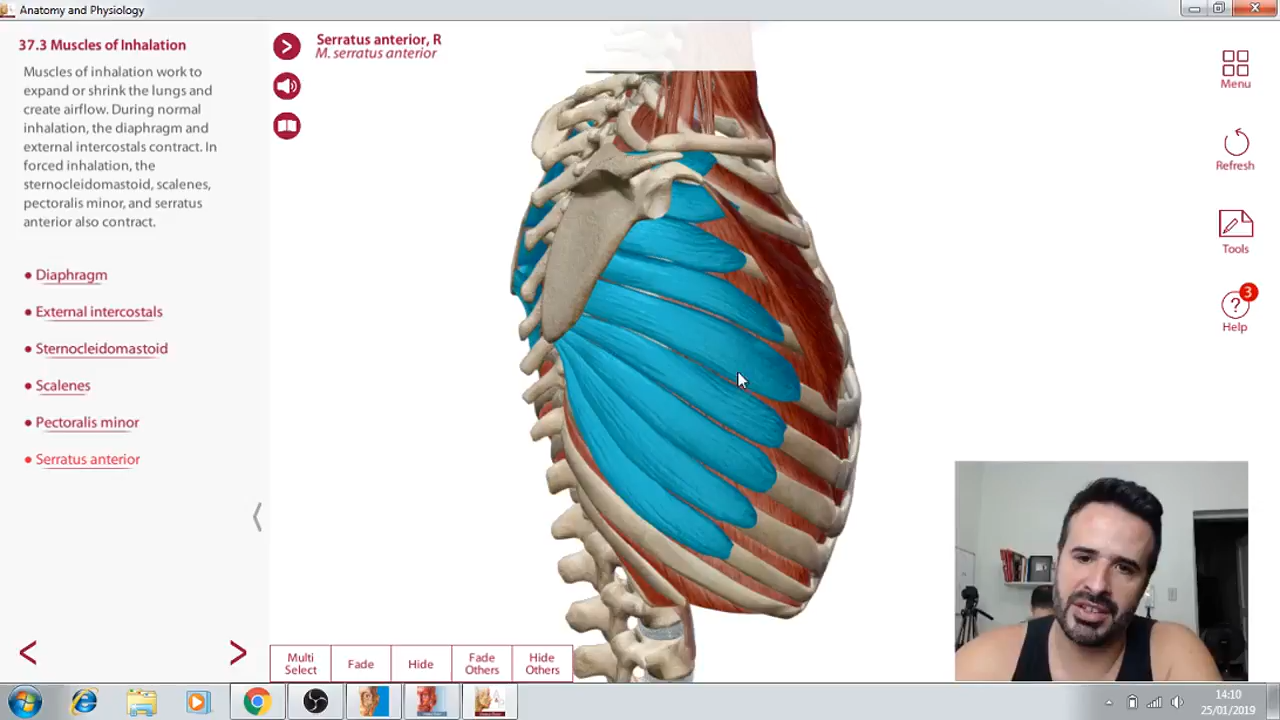 Anatomy and Physiology
37.3 Muscles of Inhalation
Muscles of inhalation work to
expand or shrink the lungs and
create airflow. During normal
inhalation, the diaphragm and
external intercostals contract. In
forced inhalation, the
sternocleidomastoid, scalenes,
pectoralis minor, and serratus
anterior also contract.
• Diaphragm
• External intercostals
• Sternocleidomastoid
• Scalenes
• Pectoralis minor
• Serratus anterior
Serratus anterior, R
M. serratus anterior
Menu
Refresh
Tools
3
Help
Multi
Select
Fade
Hide
Fade
Others
Hide
Others
14:10
25/01/2019